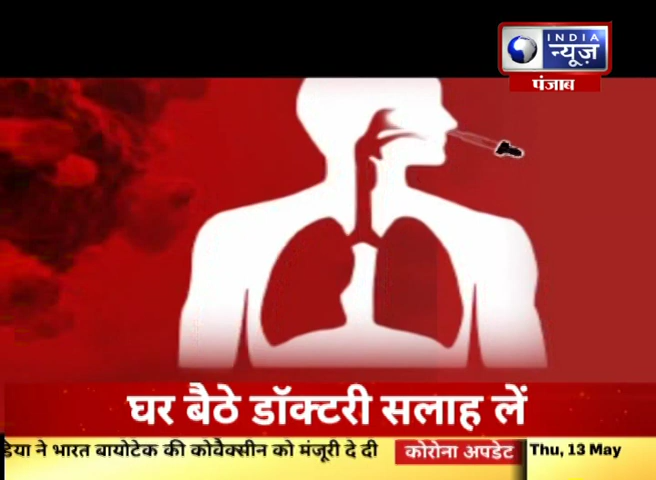 INDIA
न्यूज़
पंजाब
घर बैठे डॉक्टरी सलाह लें
डिया ने भारत बायोटेक की कोवैक्सीन को मंजूरी दे दी
कोरोना अपडेट
Thu, 13 May